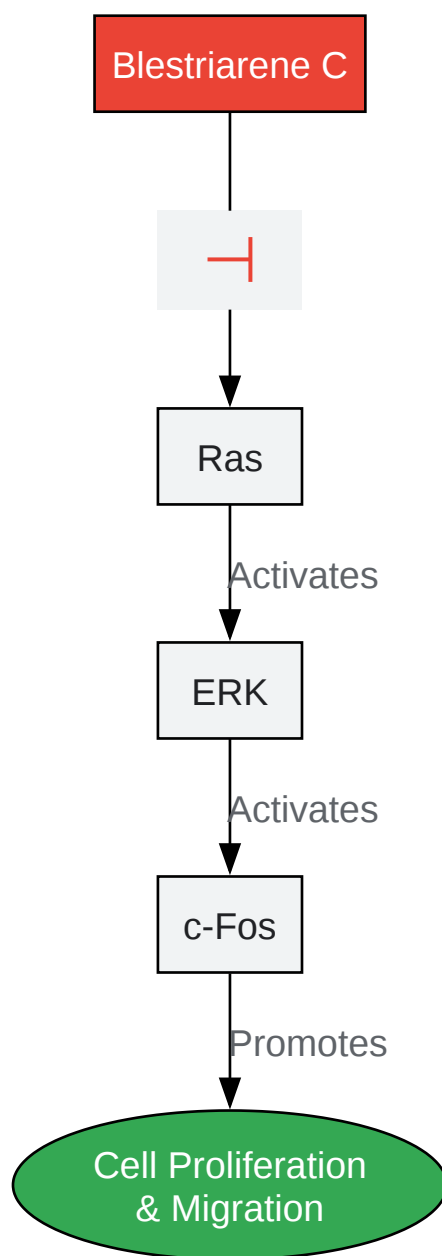 Blestriarene C
⊣
Ras
Activates
ERK
Activates
c-Fos
Promotes
Cell Proliferation
& Migration